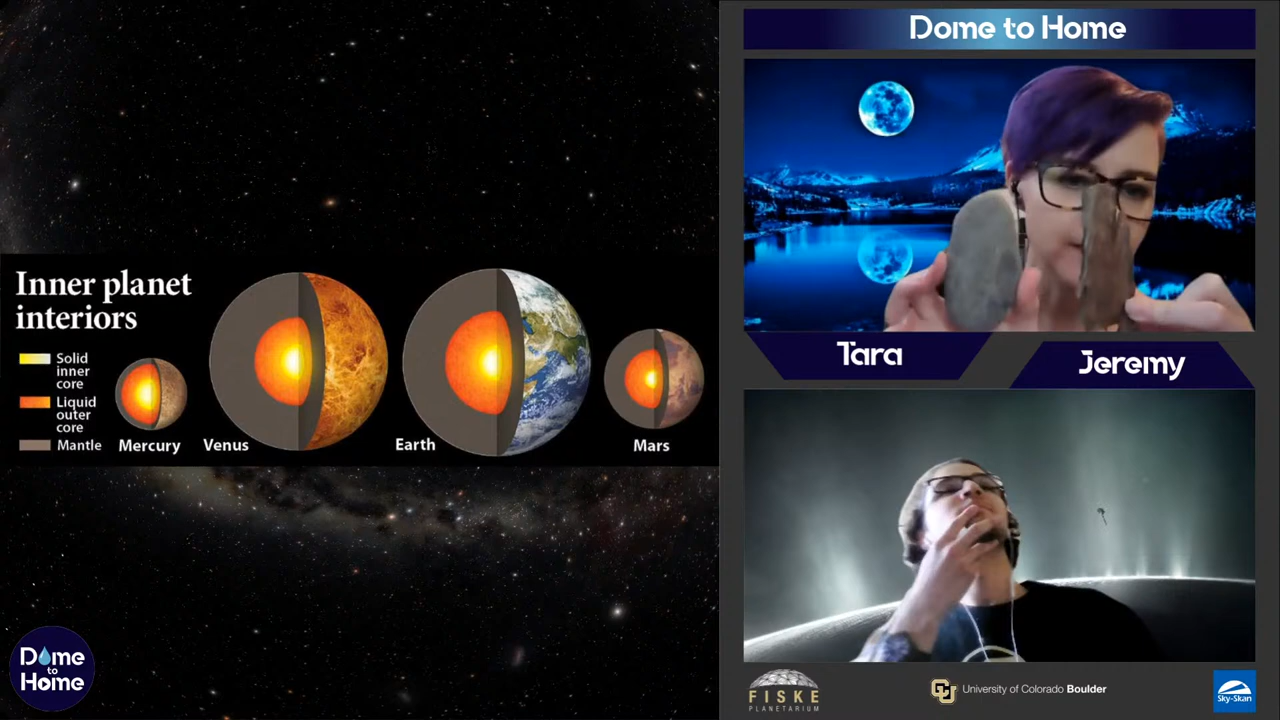 Inner planet
interiors
Solid
inner
core
Liquid
outer
core
Mantle
Mercury
Venus
Earth
Mars
Dome
to
Home
Dome to Home
Tara
Jeremy
FISKE
PLANETARIUM
CU
University of Colorado Boulder
Sky-Skan